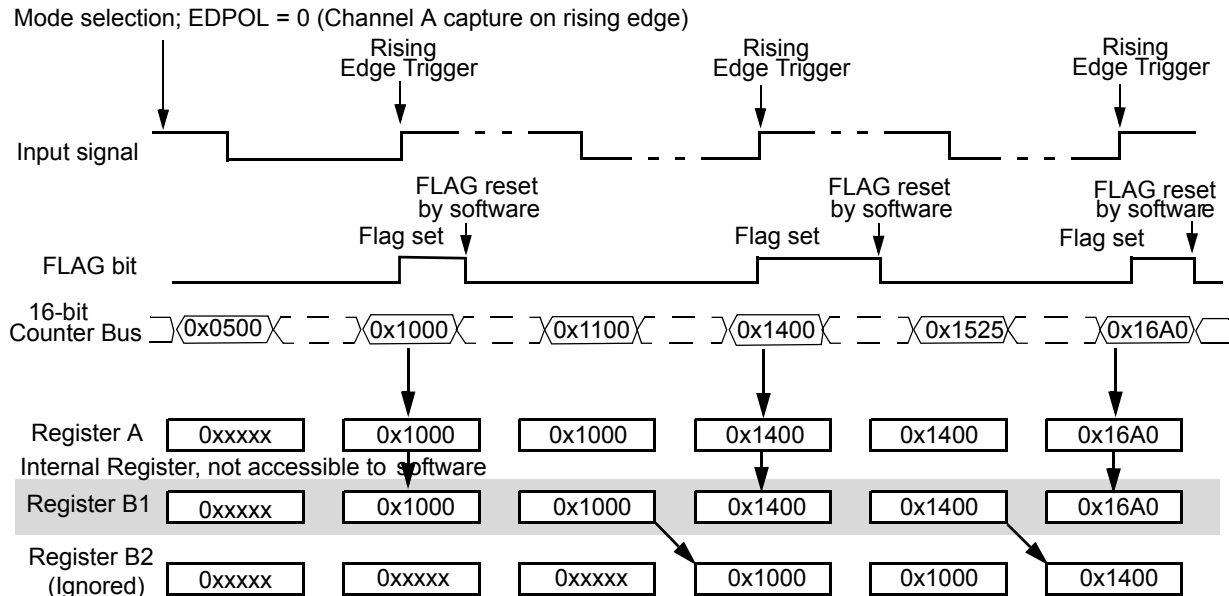 Mode selection; EDPOL = 0 (Channel A capture on rising edge)
Rising
Edge Trigger
Rising
Edge Trigger
Rising
Edge Trigger
Input signal
FLAG reset
by software
FLAG reset
by software
FLAG reset
by software
Flag set
Flag set
Flag set
FLAG bit
16-bit
Counter Bus
0x0500 0x1000 0x1100 0x1400 0x1525 0x16A0
Register A 0xxxxx 0x1000 0x1000 0x1400 0x1400 0x16A0
Internal Register, not accessible to software
Register B1 0xxxxx 0x1000 0x1000 0x1400 0x1400 0x16A0
Register B2
(Ignored)
0xxxxx 0xxxxx 0xxxxx 0x1000 0x1000 0x1400